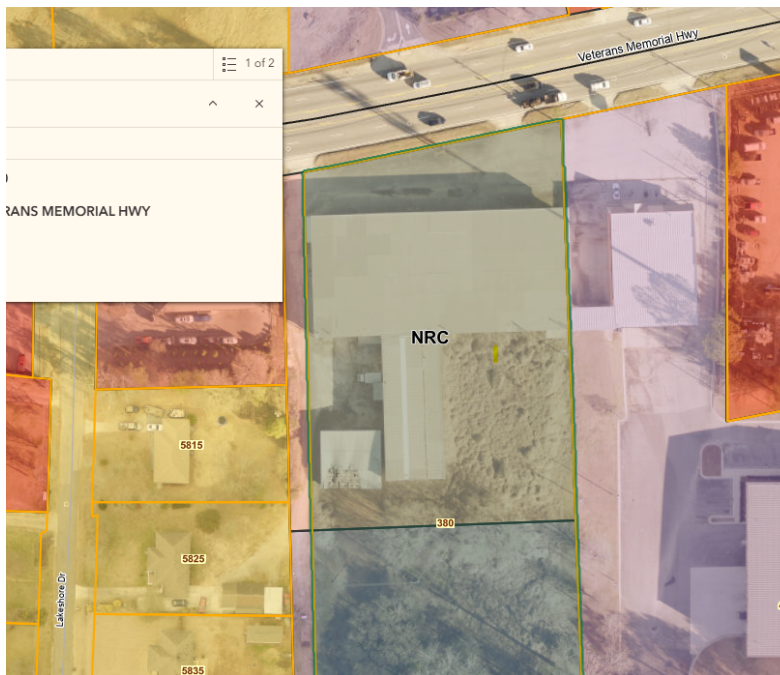 Veterans Memorial Hwy
1 of 2
RANS MEMORIAL HWY
NRC
5815
380
5825
Lakeshore Dr
5835